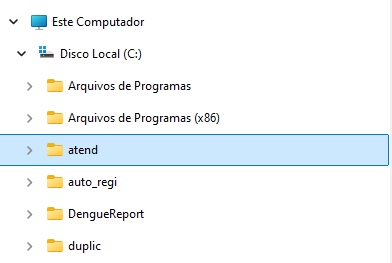 Este Computador
Disco Local (C:)
Arquivos de Programas
Arquivos de Programas (x86)
atend
auto_regi
DengueReport
duplic